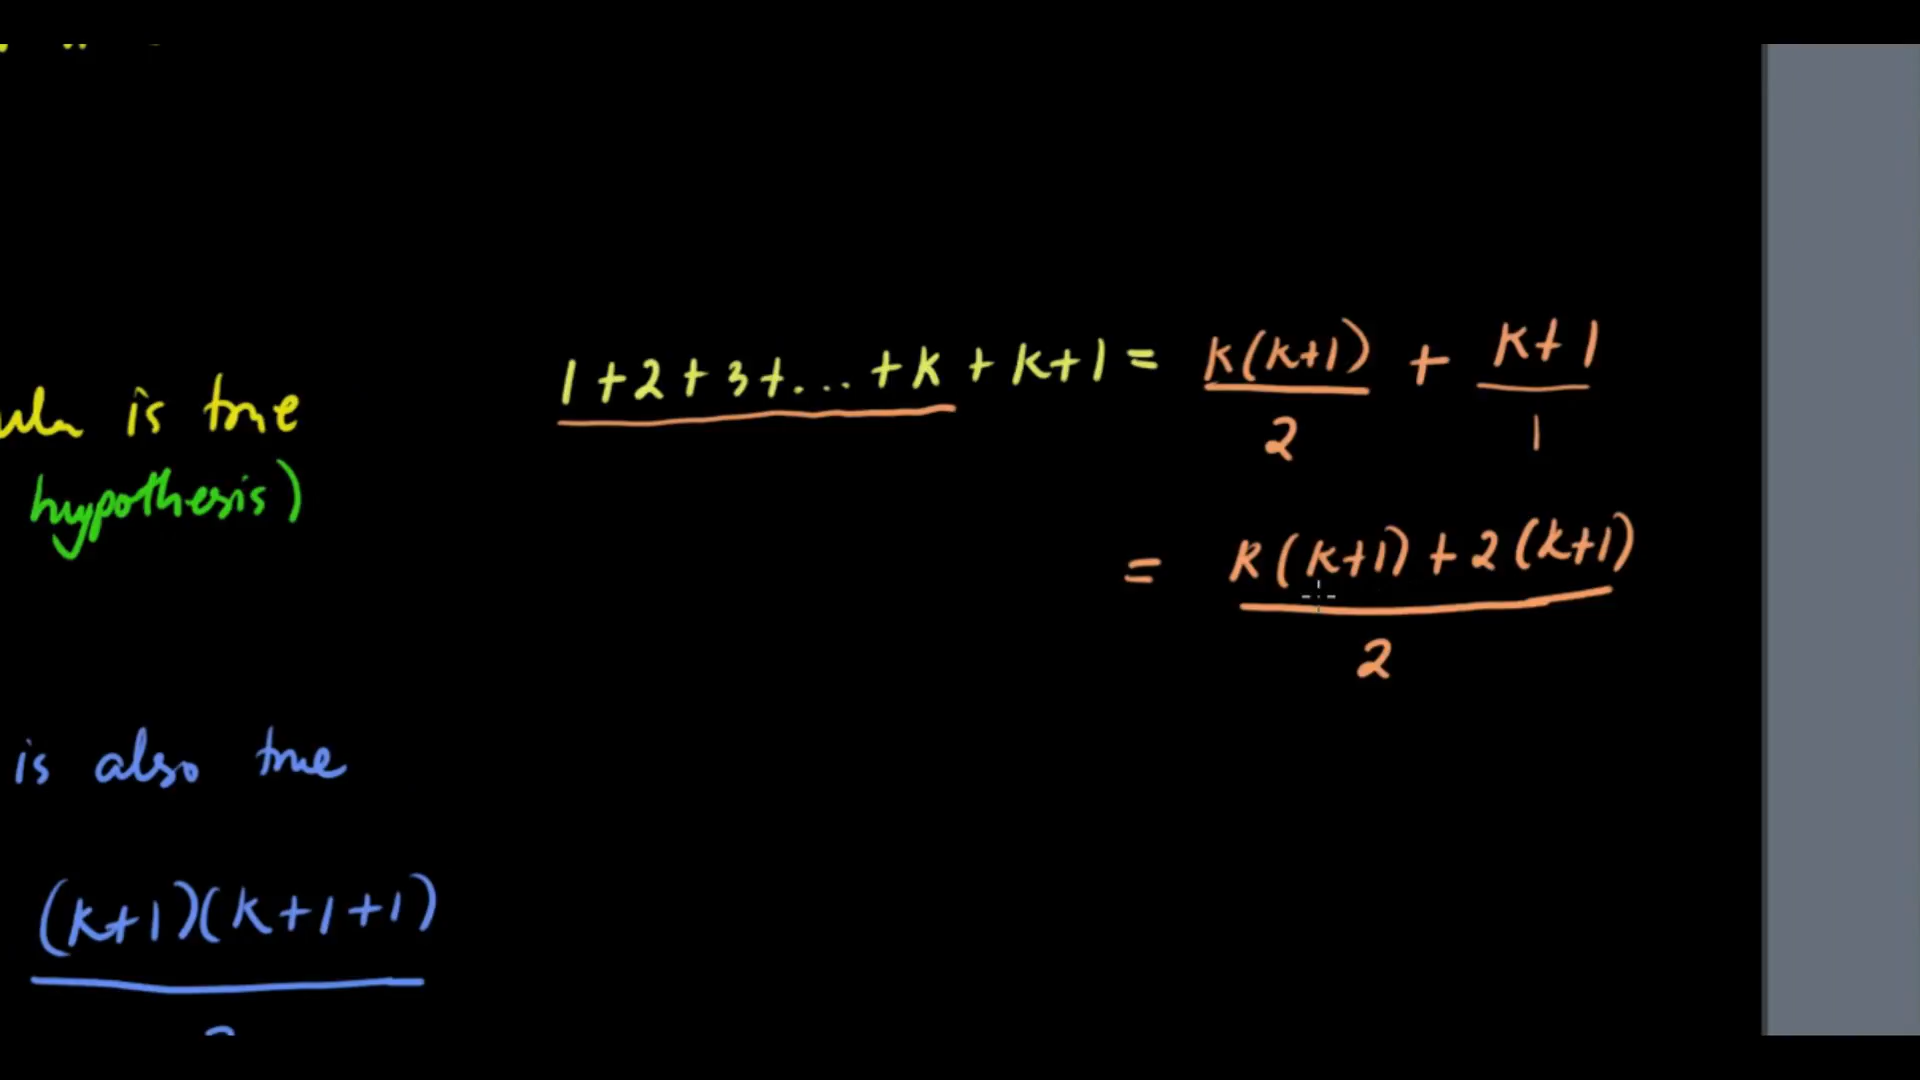 1+2+3+... +k + k+1 = k(k+1)/2 + k+1/1
is true
hypothesis)
= k(k+1)+2(k+1)/2
is also true
(k+1)(k+1+1)